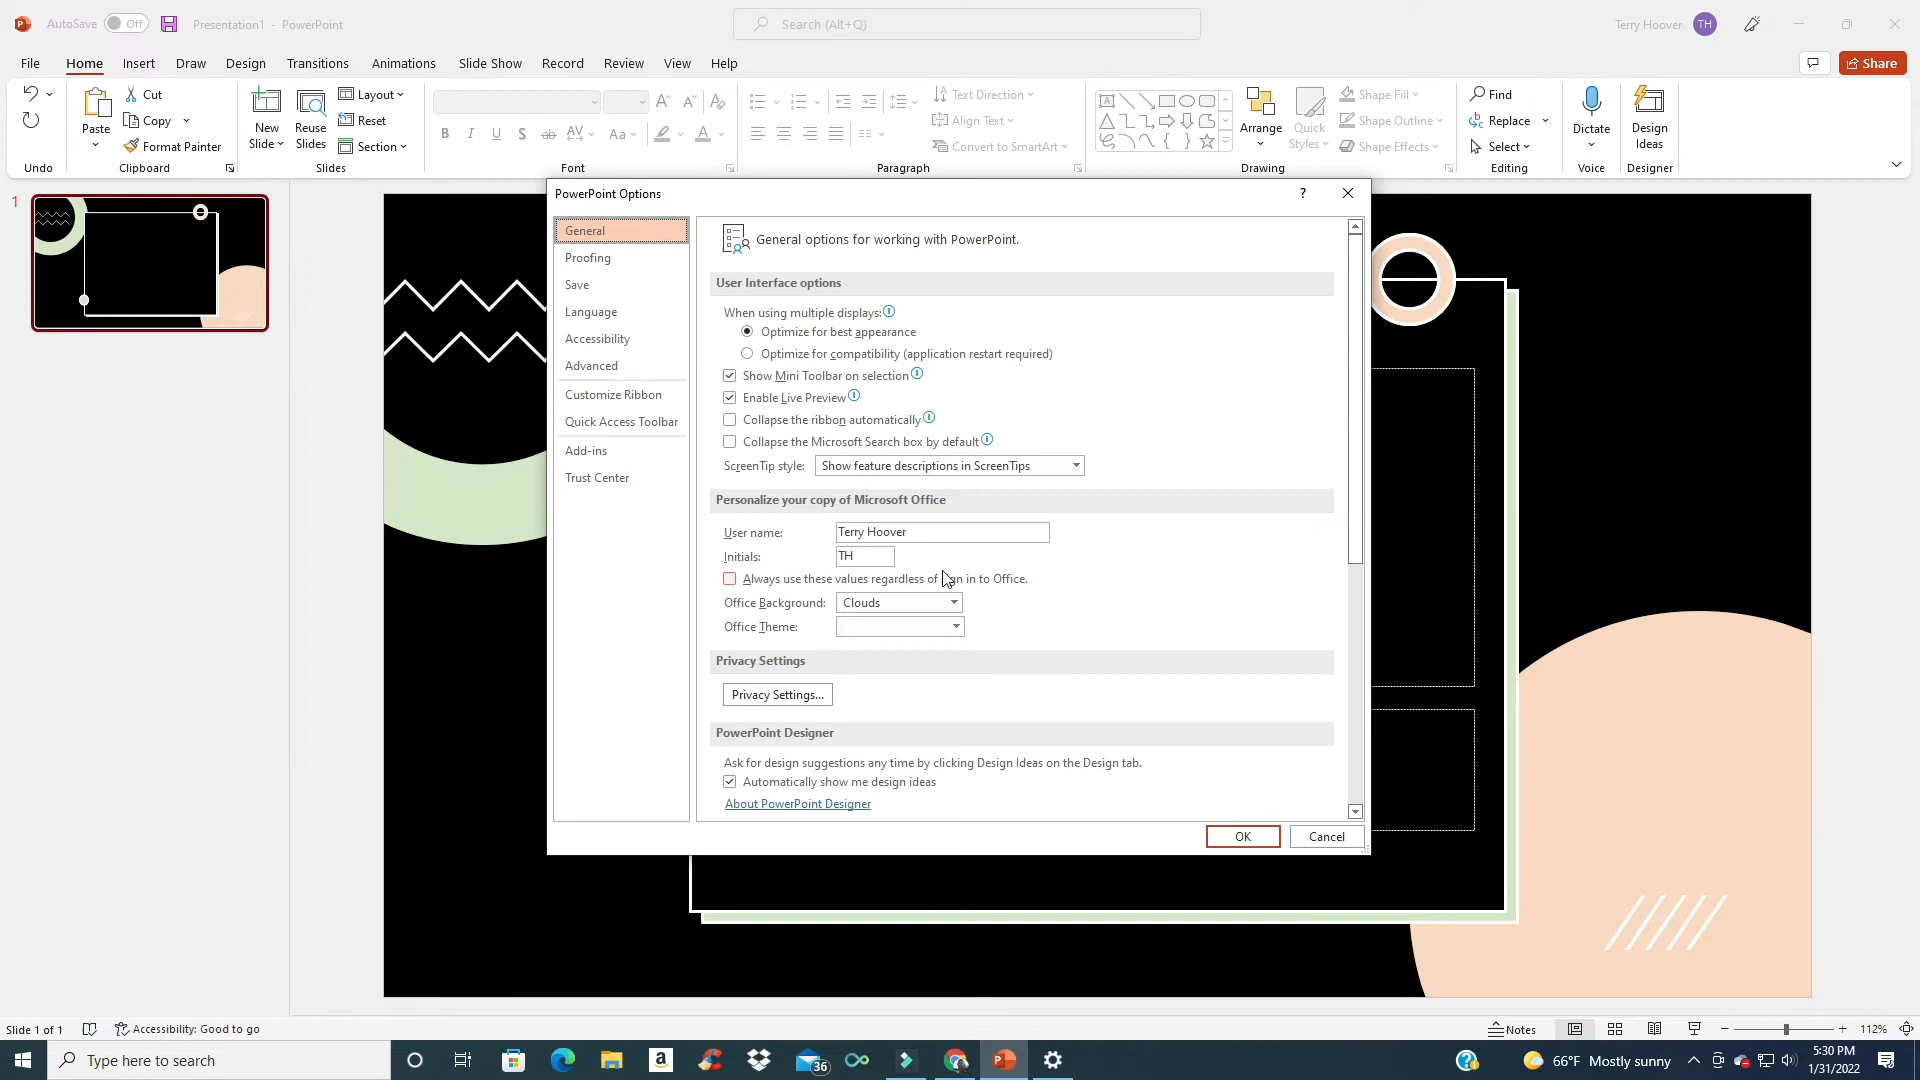 AutoSave Off Presentation1 - PowerPoint Search (Alt+Q) Terry Hoover TH
File Home Insert Draw Design Transitions Animations Slide Show Record Review View Help Share
Cut Layout Text Direction Shape Fill Find
Copy Reset Align Text Shape Outline Replace
Format Painter Section Convert to SmartArt Shape Effects Select
Paste New Slide Reuse Slides Aa Arrange Quick Styles Dictate Design Ideas
Undo Clipboard Slides Font Paragraph Drawing Editing Voice Designer
1
PowerPoint Options ?
General
Proofing
Save
Language
Accessibility
Advanced
Customize Ribbon
Quick Access Toolbar
Add-ins
Trust Center
General options for working with PowerPoint.
User Interface options
When using multiple displays:
Optimize for best appearance
Optimize for compatibility (application restart required)
Show Mini Toolbar on selection
Enable Live Preview
Collapse the ribbon automatically
Collapse the Microsoft Search box by default
ScreenTip style: Show feature descriptions in ScreenTips
Personalize your copy of Microsoft Office
User name: Terry Hoover
Initials: TH
Always use these values regardless of sign in to Office.
Office Background: Clouds
Office Theme:
Privacy Settings
Privacy Settings...
PowerPoint Designer
Ask for design suggestions any time by clicking Design Ideas on the Design tab.
Automatically show me design ideas
About PowerPoint Designer
OK Cancel
Slide 1 of 1 Accessibility: Good to go Notes 112%
Type here to search 36 66°F Mostly sunny 5:30 PM
1/31/2022